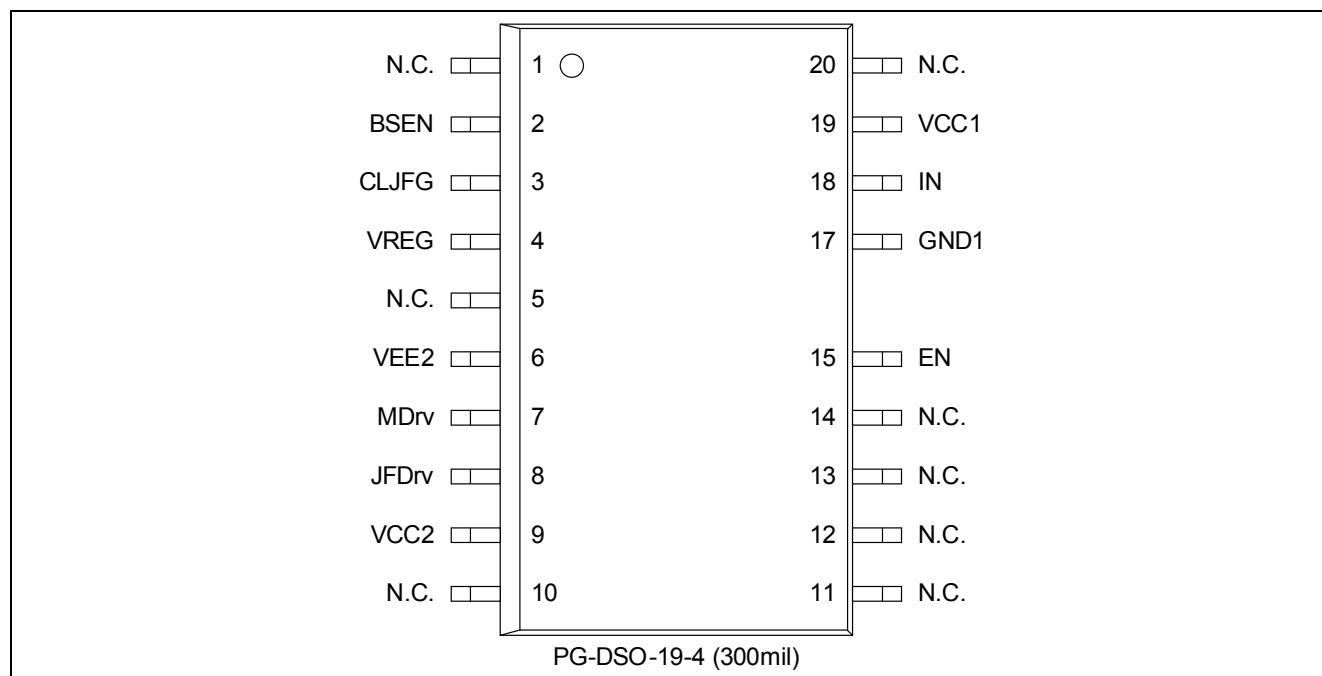 N.C. 1 20 N.C.
BSEN 2 19 VCC1
CLJFG 3 18 IN
VREG 4 17 GND1
N.C. 5
VEE2 6 15 EN
MDrv 7 14 N.C.
JFDrv 8 13 N.C.
VCC2 9 12 N.C.
N.C. 10 11 N.C.
PG-DSO-19-4 (300mil)